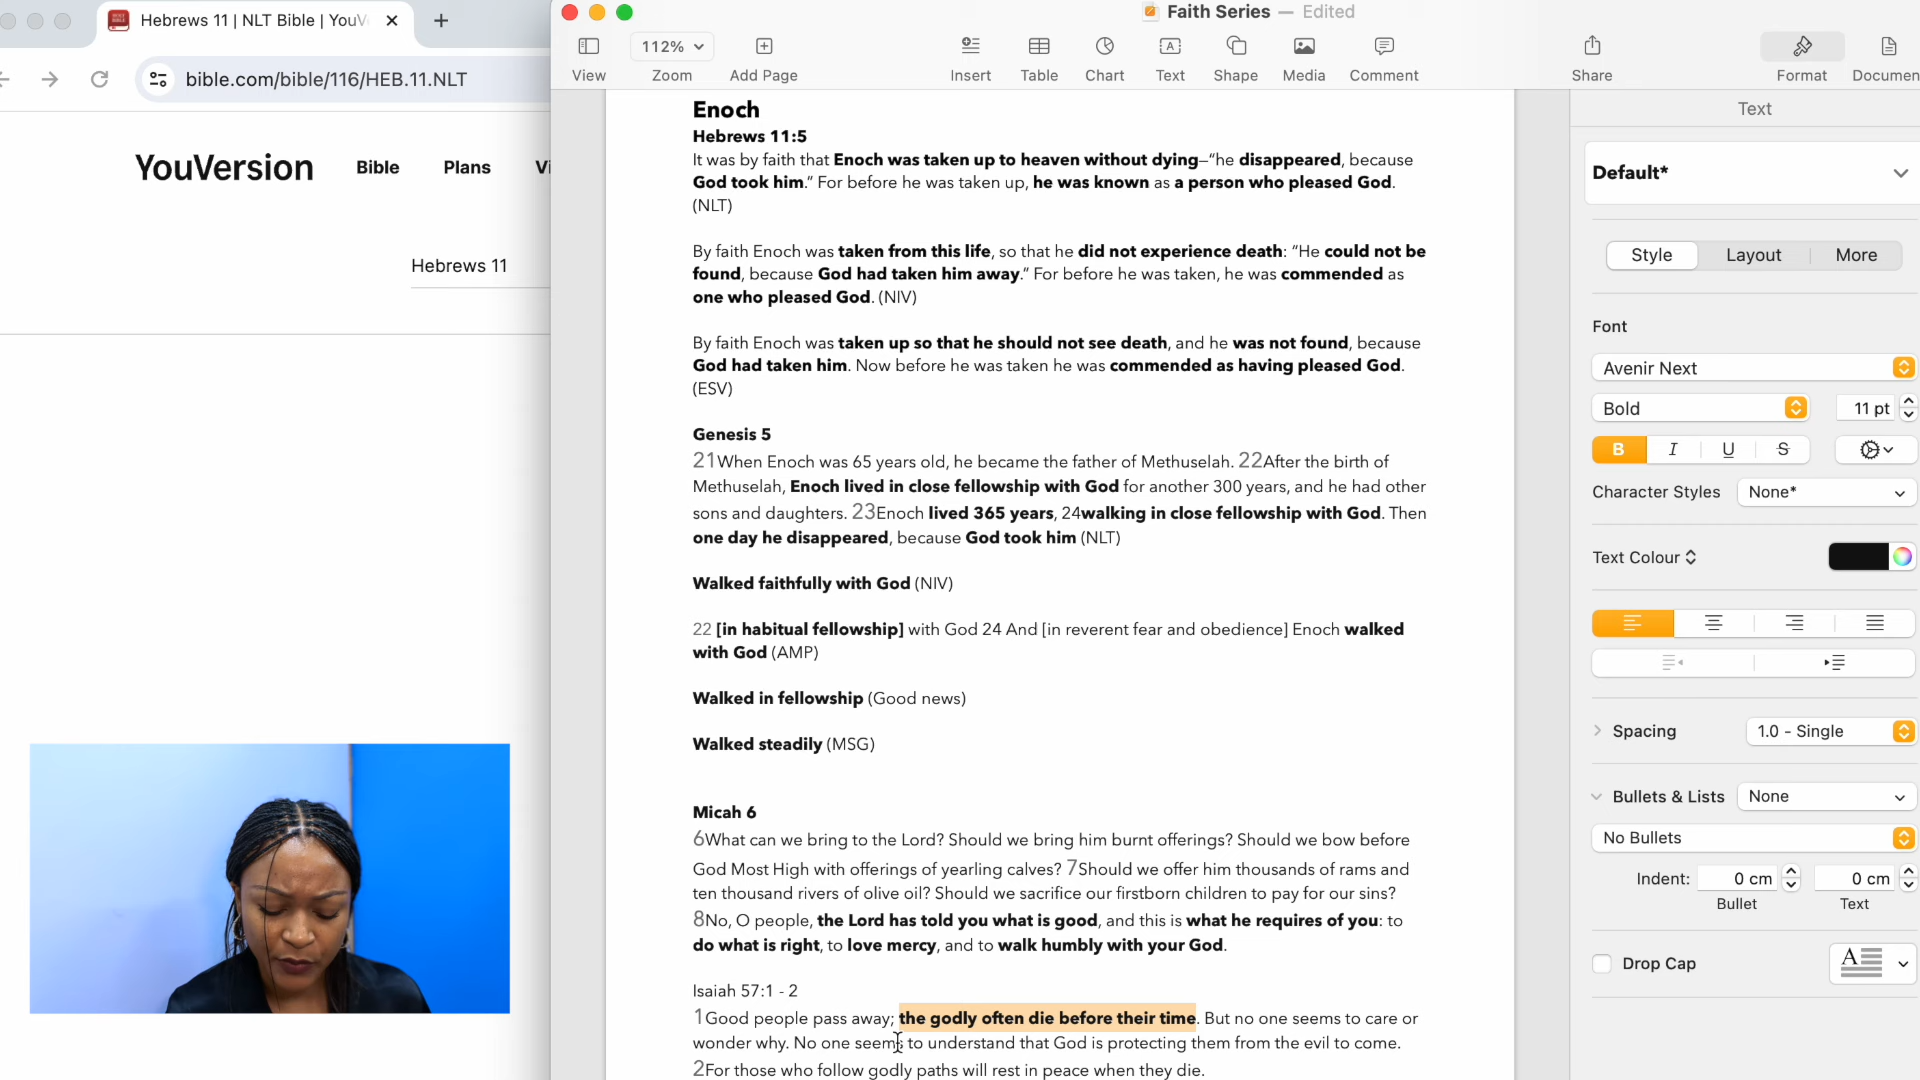 Hebrews 11 | NLT Bible | YouV
bible.com/bible/116/HEB.11.NLT
YouVersion
Bible
Plans
Vi
Hebrews 11
Faith Series — Edited
112%
View
Zoom
Add Page
Insert
Table
Chart
Text
Shape
Media
Comment
Share
Format
Documen
Enoch
Hebrews 11:5
It was by faith that Enoch was taken up to heaven without dying–“he disappeared, because
God took him.” For before he was taken up, he was known as a person who pleased God.
(NLT)
By faith Enoch was taken from this life, so that he did not experience death: “He could not be
found, because God had taken him away.” For before he was taken, he was commended as
one who pleased God. (NIV)
By faith Enoch was taken up so that he should not see death, and he was not found, because
God had taken him. Now before he was taken he was commended as having pleased God.
(ESV)
Genesis 5
21When Enoch was 65 years old, he became the father of Methuselah. 22After the birth of
Methuselah, Enoch lived in close fellowship with God for another 300 years, and he had other
sons and daughters. 23Enoch lived 365 years, 24walking in close fellowship with God. Then
one day he disappeared, because God took him (NLT)
Walked faithfully with God (NIV)
22 [in habitual fellowship] with God 24 And [in reverent fear and obedience] Enoch walked
with God (AMP)
Walked in fellowship (Good news)
Walked steadily (MSG)
Micah 6
6What can we bring to the Lord? Should we bring him burnt offerings? Should we bow before
God Most High with offerings of yearling calves? 7Should we offer him thousands of rams and
ten thousand rivers of olive oil? Should we sacrifice our firstborn children to pay for our sins?
8No, O people, the Lord has told you what is good, and this is what he requires of you: to
do what is right, to love mercy, and to walk humbly with your God.
Isaiah 57:1 - 2
1Good people pass away; the godly often die before their time. But no one seems to care or
wonder why. No one seems to understand that God is protecting them from the evil to come.
2For those who follow godly paths will rest in peace when they die.
Text
Default*
Style
Layout
More
Font
Avenir Next
Bold
11 pt
B I U S
Character Styles
None*
Text Colour
Spacing
1.0 - Single
Bullets & Lists
None
No Bullets
Indent:
0 cm
0 cm
Bullet
Text
Drop Cap
A